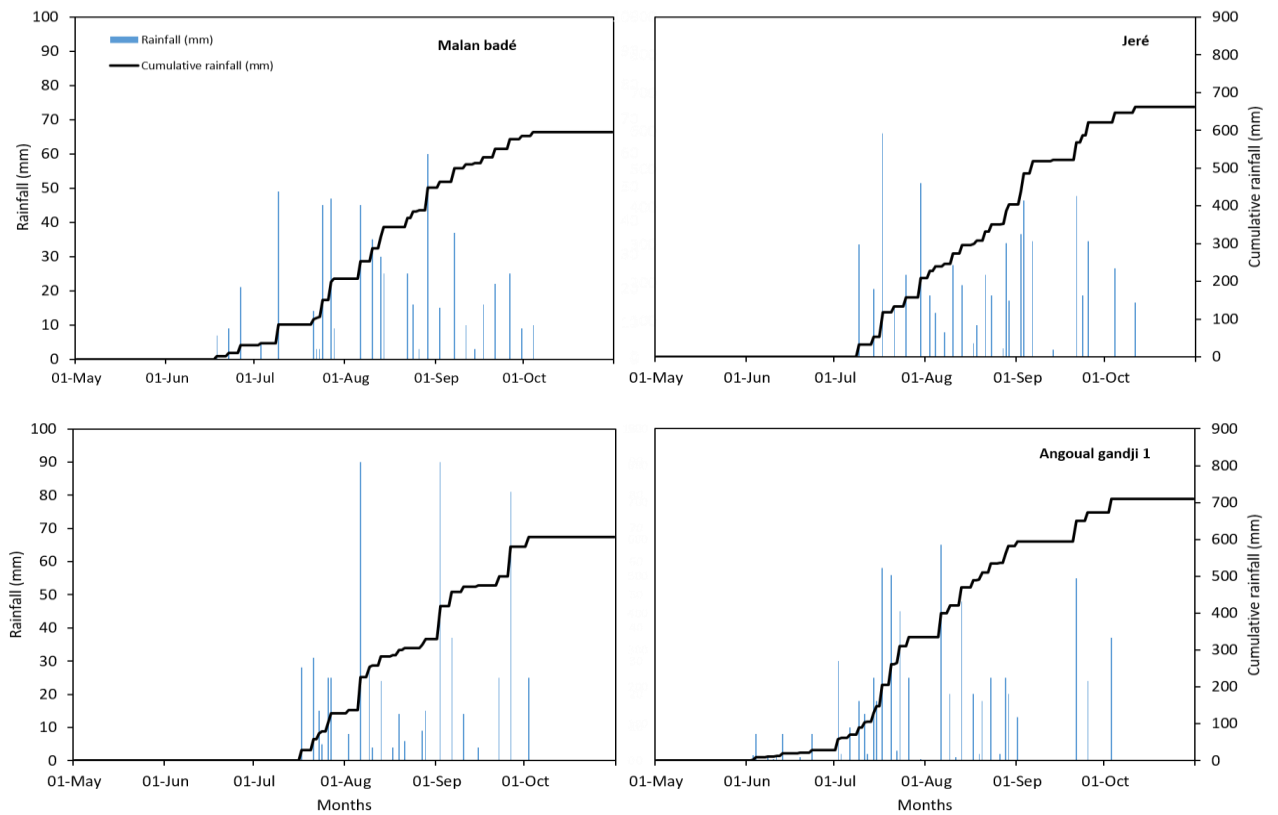 Malan badé
Rainfall (mm)
Cumulative rainfall (mm)
100
90
80
70
60
50
40
30
20
10
0
Rainfall (mm)
01-May 01-Jun 01-Jul 01-Aug 01-Sep 01-Oct
Jeré
900
800
700
600
500
400
300
200
100
0
Cumulative rainfall (mm)
01-May 01-Jun 01-Jul 01-Aug 01-Sep 01-Oct
100
90
80
70
60
50
40
30
20
10
0
Rainfall (mm)
01-May 01-Jun 01-Jul 01-Aug 01-Sep 01-Oct
Months
Angoual gandji 1
900
800
700
600
500
400
300
200
100
0
Cumulative rainfall (mm)
01-May 01-Jun 01-Jul 01-Aug 01-Sep 01-Oct
Months